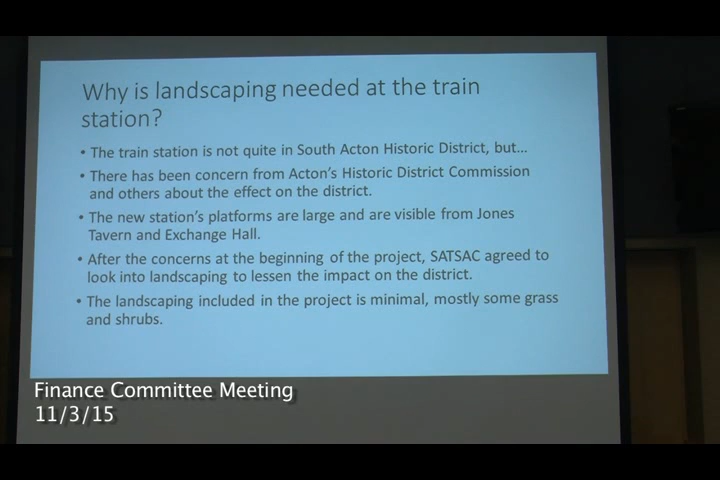 Why is landscaping needed at the train
station?
• The train station is not quite in South Acton Historic District, but...
• There has been concern from Acton's Historic District Commission
and others about the effect on the district.
• The new station's platforms are large and are visible from Jones
Tavern and Exchange Hall.
• After the concerns at the beginning of the project, SATSAC agreed to
look into landscaping to lessen the impact on the district.
• The landscaping included in the project is minimal, mostly some grass
and shrubs.
Finance Committee Meeting
11/3/15